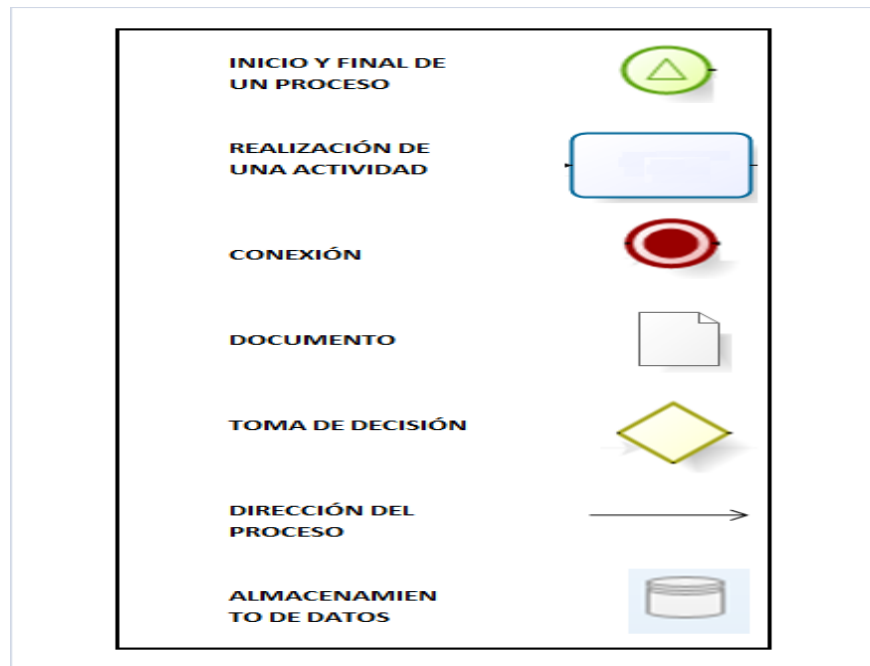 INICIO Y FINAL DE
UN PROCESO
REALIZACIÓN DE
UNA ACTIVIDAD
CONEXIÓN
DOCUMENTO
TOMA DE DECISIÓN
DIRECCIÓN DEL
PROCESO
ALMACENAMIEN
TO DE DATOS